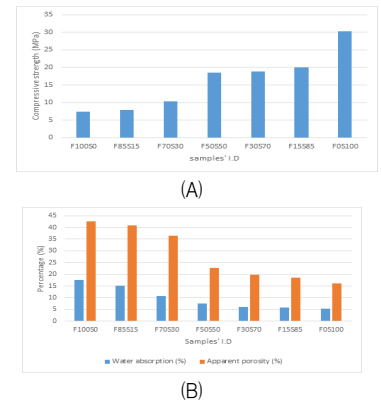 35
30
25
20
15
10
5
0
Compressive strength (MPa)
F100S0 F85S15 F70S30 F50S50 F30S70 F15S85 F0S100
samples' I.D
(A)
45
40
35
30
25
20
15
10
5
0
Percentage (%)
F100S0 F85S15 F70S30 F50S50 F30S70 F15S85 F0S100
Samples' I.D
Water absorption (%) Apparent porosity (%)
(B)